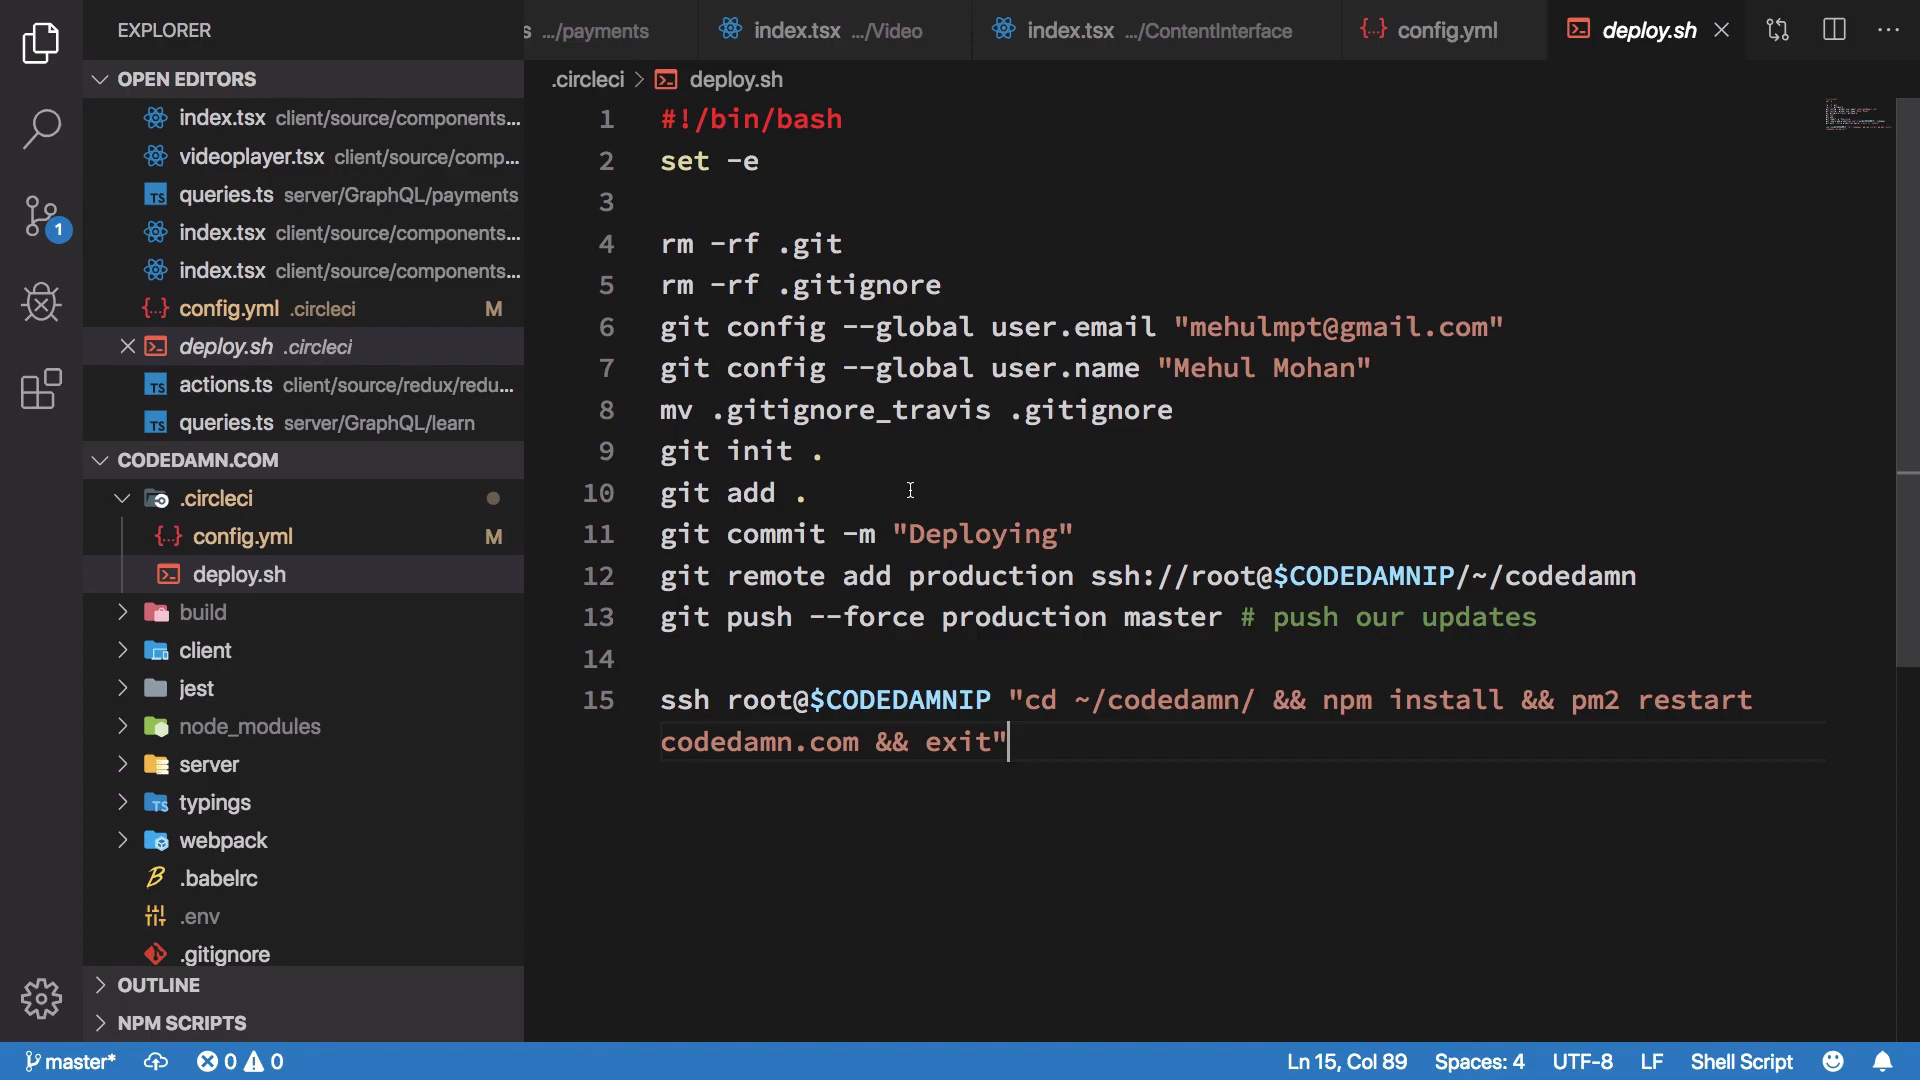 EXPLORER
s .../payments
index.tsx .../Video
index.tsx .../ContentInterface
{..} config.yml
deploy.sh
OPEN EDITORS
index.tsx client/source/components...
videoplayer.tsx client/source/comp...
TS queries.ts server/GraphQL/payments
index.tsx client/source/components...
index.tsx client/source/components...
{..} config.yml .circleci M
deploy.sh .circleci
TS actions.ts client/source/redux/redu...
TS queries.ts server/GraphQL/learn
CODEDAMN.COM
.circleci
{..} config.yml M
deploy.sh
build
client
jest
node_modules
server
TS typings
webpack
B .babelrc
.env
.gitignore
OUTLINE
NPM SCRIPTS
1
.circleci > deploy.sh
1 #!/bin/bash
2 set -e
3
4 rm -rf .git
5 rm -rf .gitignore
6 git config --global user.email "mehulmpt@gmail.com"
7 git config --global user.name "Mehul Mohan"
8 mv .gitignore_travis .gitignore
9 git init .
10 git add .
11 git commit -m "Deploying"
12 git remote add production ssh://root@$CODEDAMNIP/~/codedamn
13 git push --force production master # push our updates
14
15 ssh root@$CODEDAMNIP "cd ~/codedamn/ && npm install && pm2 restart
codedamn.com && exit"
master* 0 0 Ln 15, Col 89 Spaces: 4 UTF-8 LF Shell Script